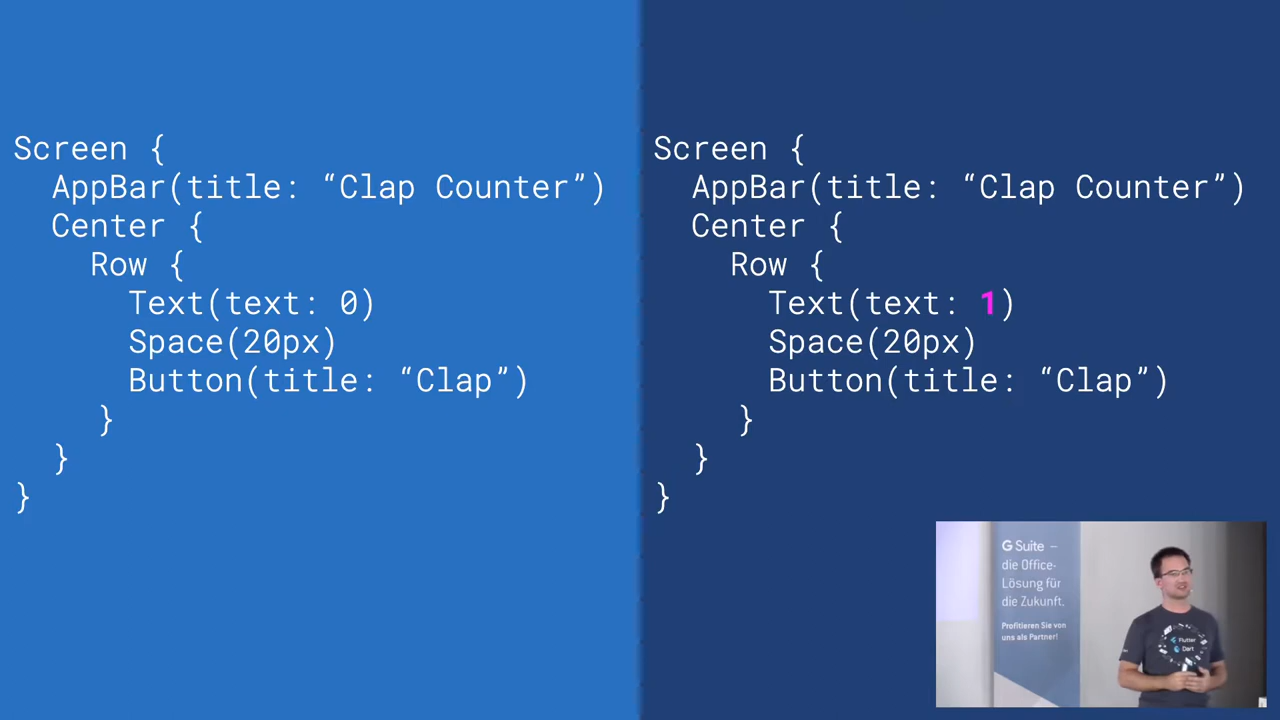 Screen {
AppBar(title: “Clap Counter”)
Center {
Row {
Text(text: 0)
Space(20px)
Button(title: “Clap”)
}
}
}
Screen {
AppBar(title: “Clap Counter”)
Center {
Row {
Text(text: 1)
Space(20px)
Button(title: “Clap”)
}
}
}
G Suite –
die Office-
Lösung für
die Zukunft.
Profitieren Sie von
uns als Partner!
Flutter
Dart